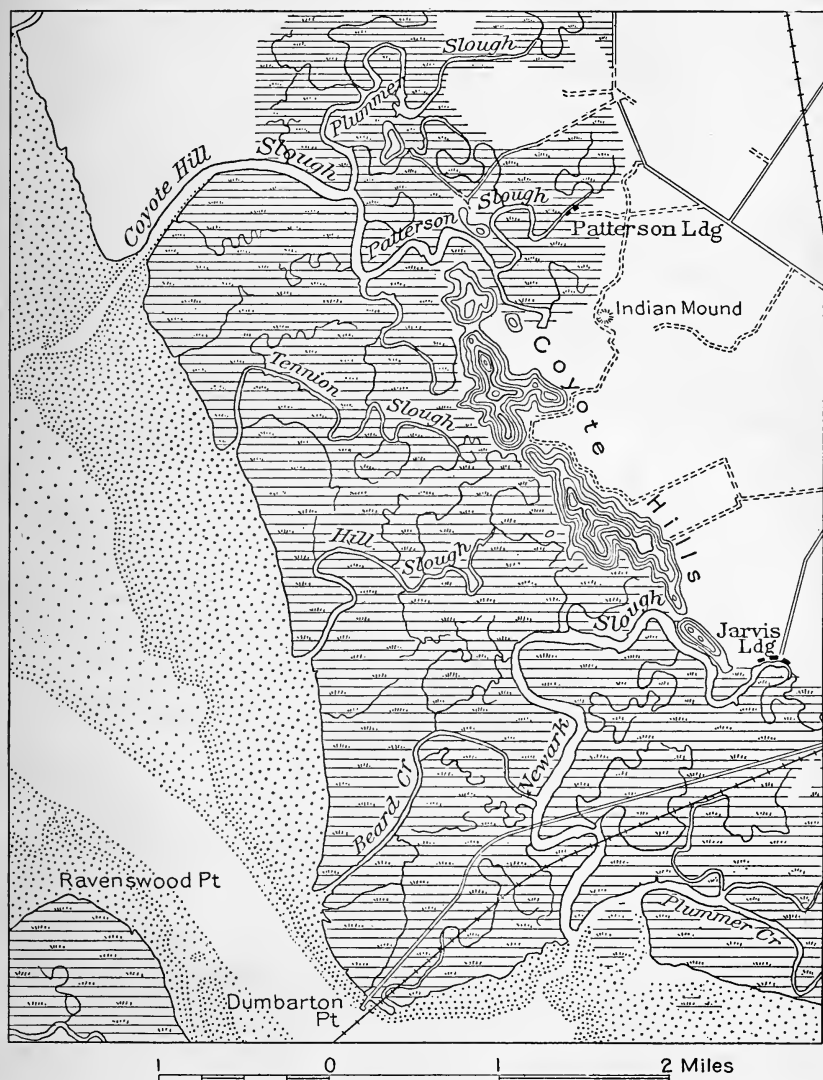 Slough
Plummer
Slough
Coyote Hill
Slough
Patterson
Patterson Ldg
Indian Mound
Coyote
Tennion
Slough
Hills
Hill
Slough
Slough
Jarvis
Ldg
Newark
Beard Cr
Ravenswood Pt
Plummer Cr
Dumbarton
Pt
1 0 1 2 Miles